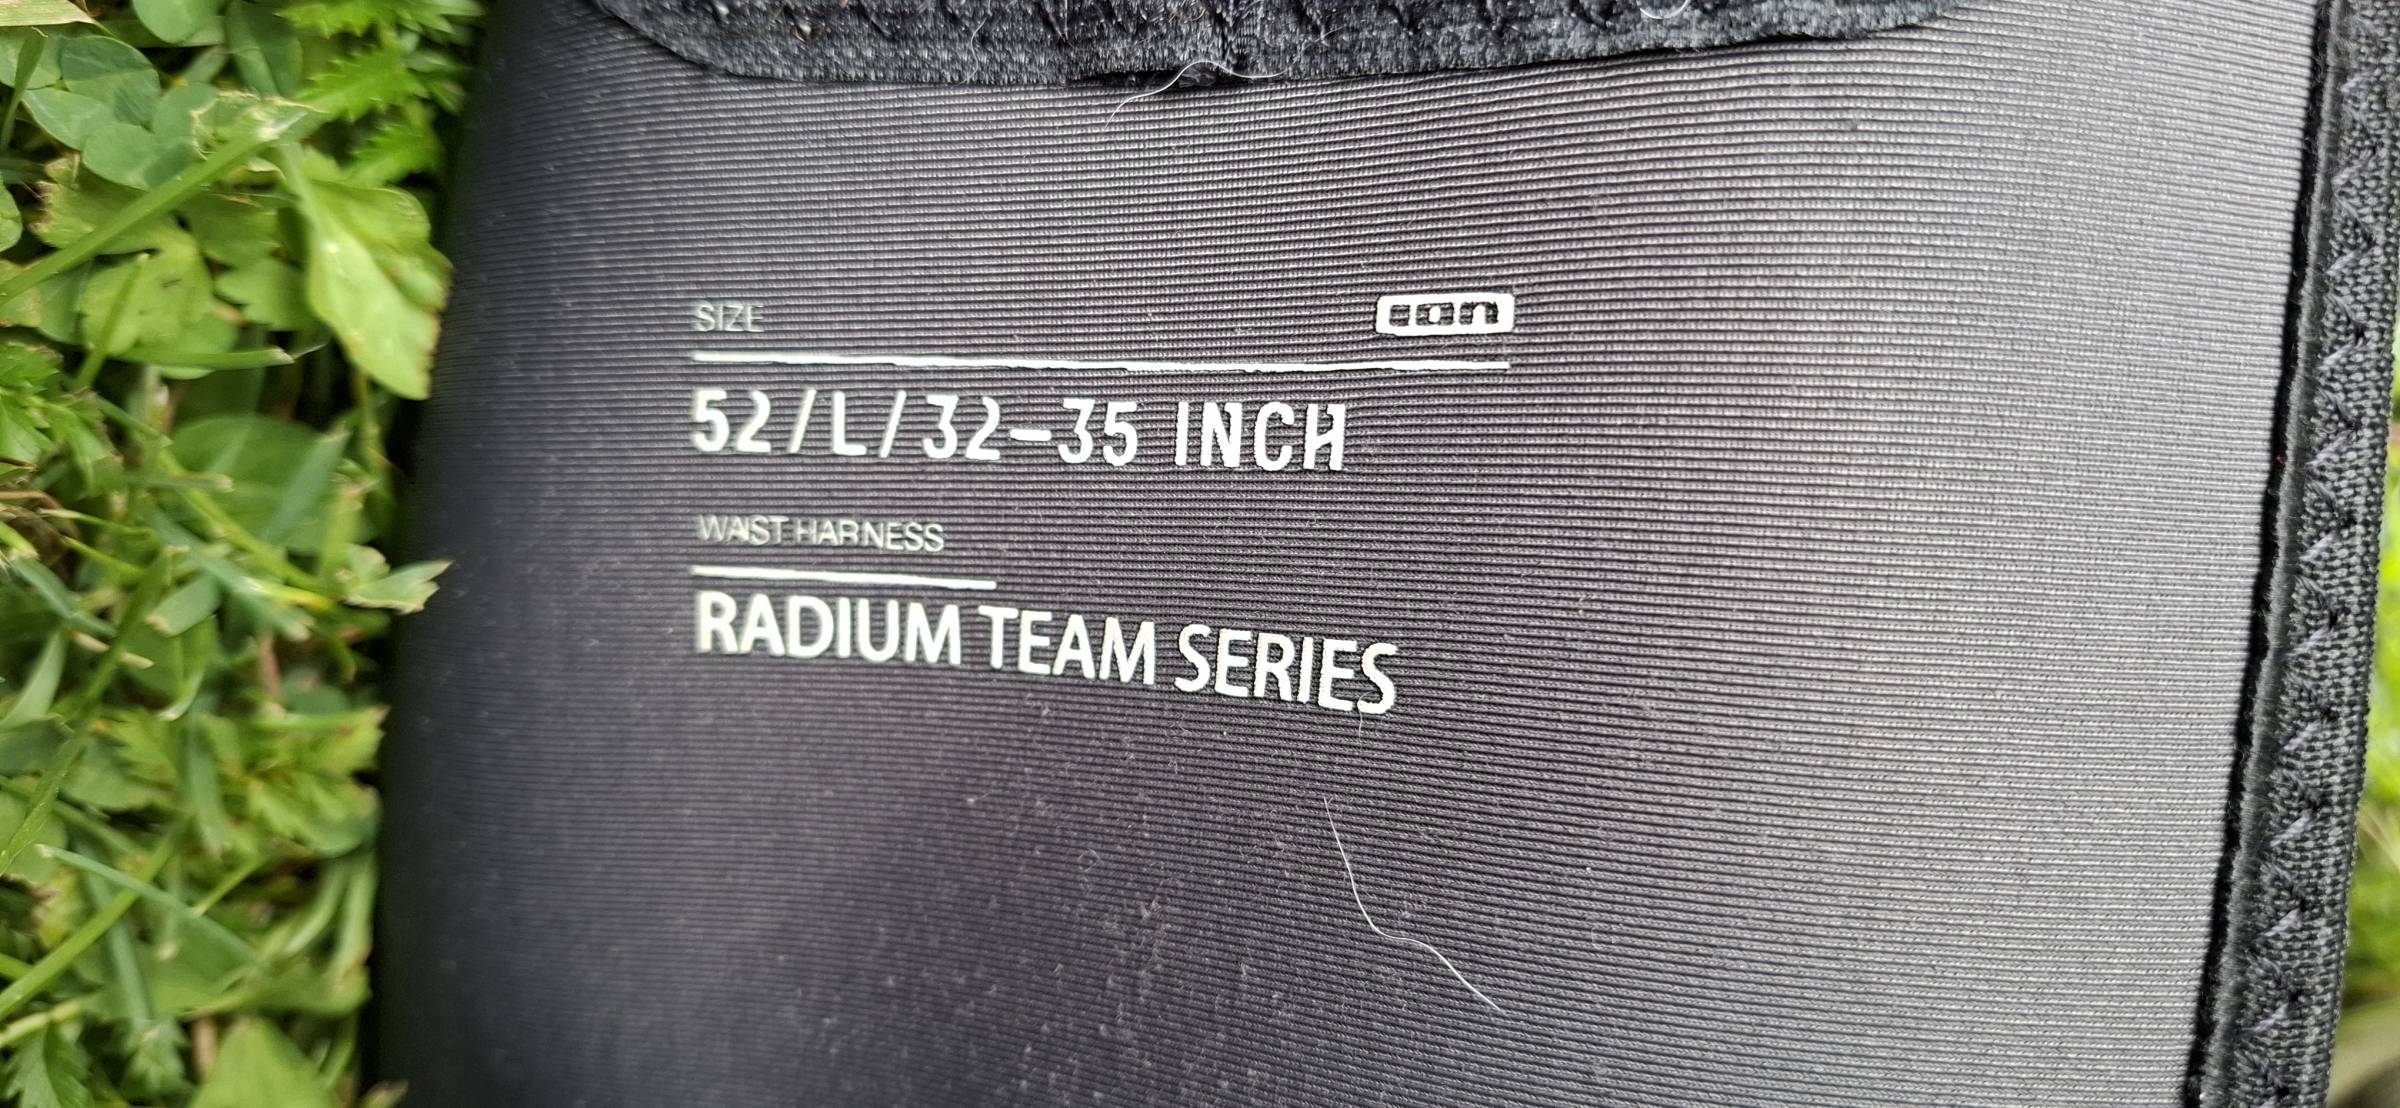 SIZE ion
52/L/32-35 INCH
WAIST HARNESS
RADIUM TEAM SERIES